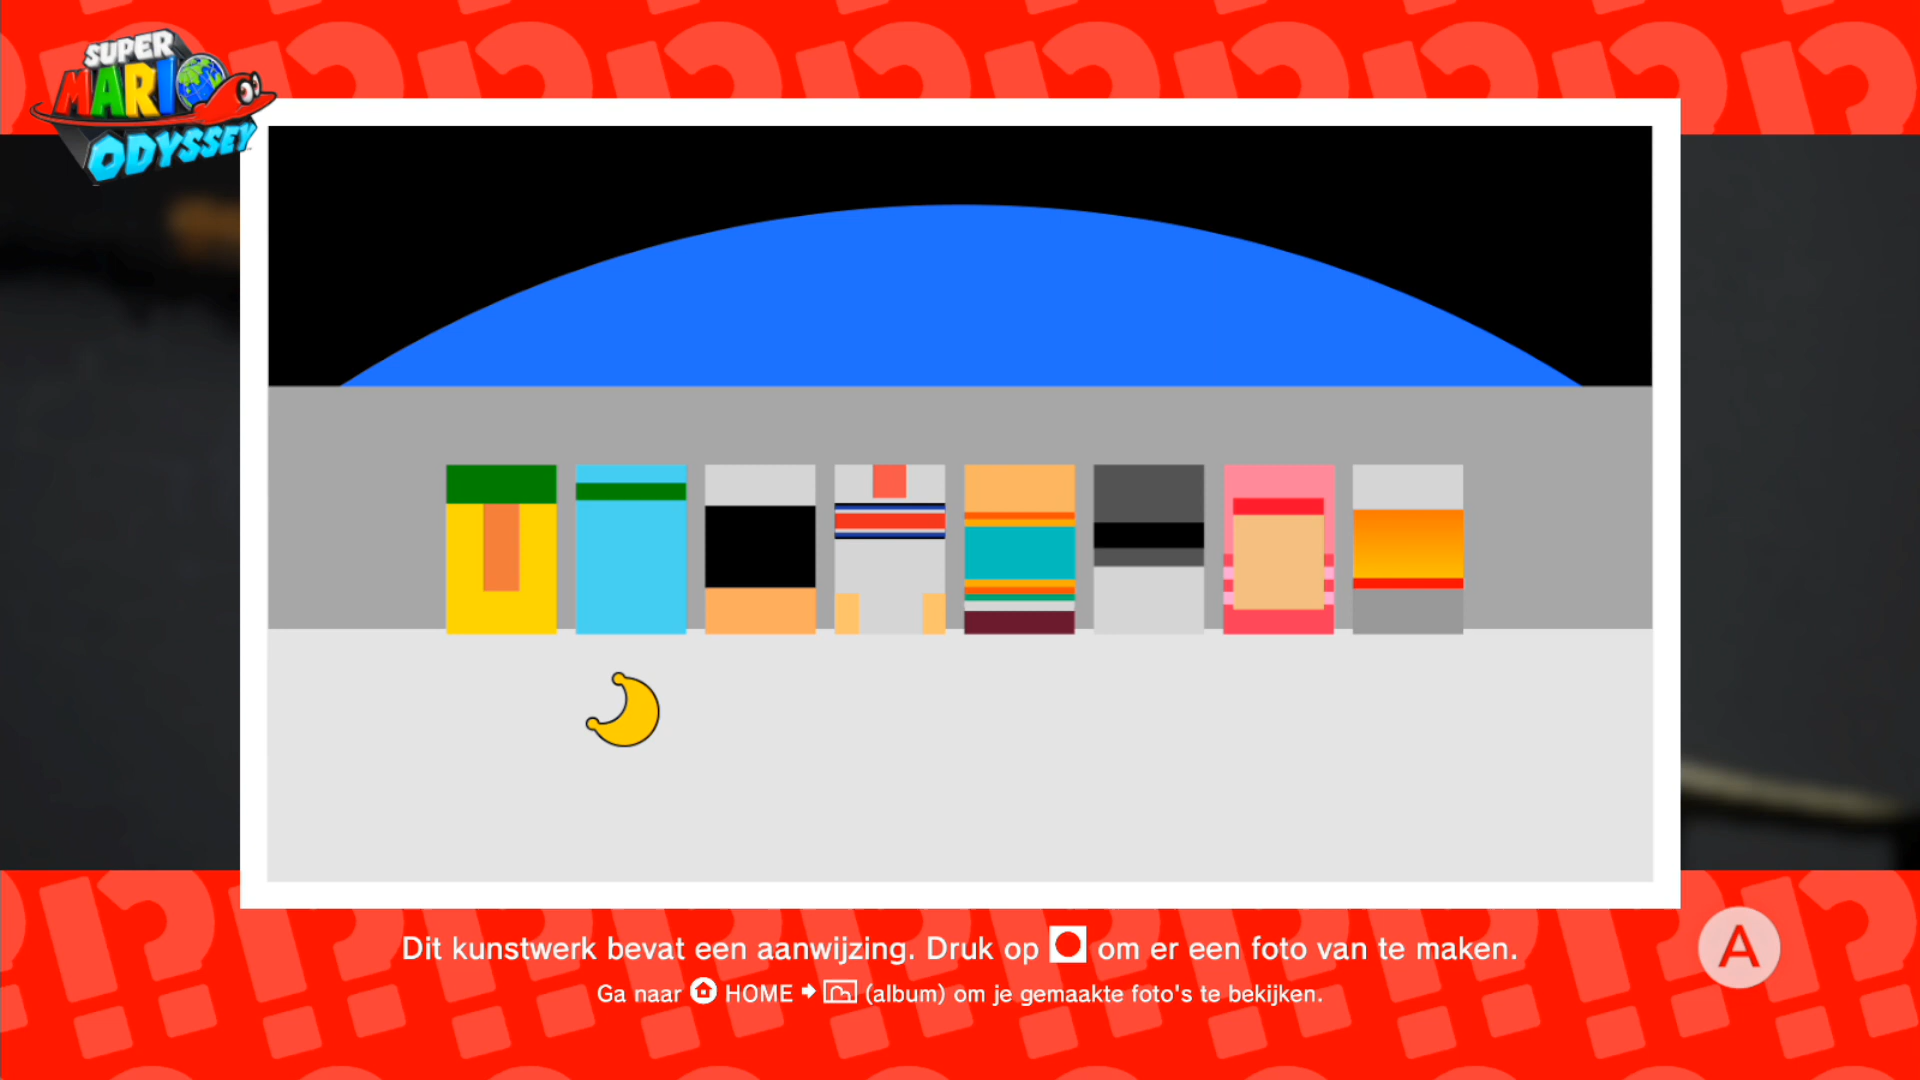 SUPER
MARIO
ODYSSEY
Dit kunstwerk bevat een aanwijzing. Druk op om er een foto van te maken.
Ga naar HOME → (album) om je gemaakte foto's te bekijken.
A